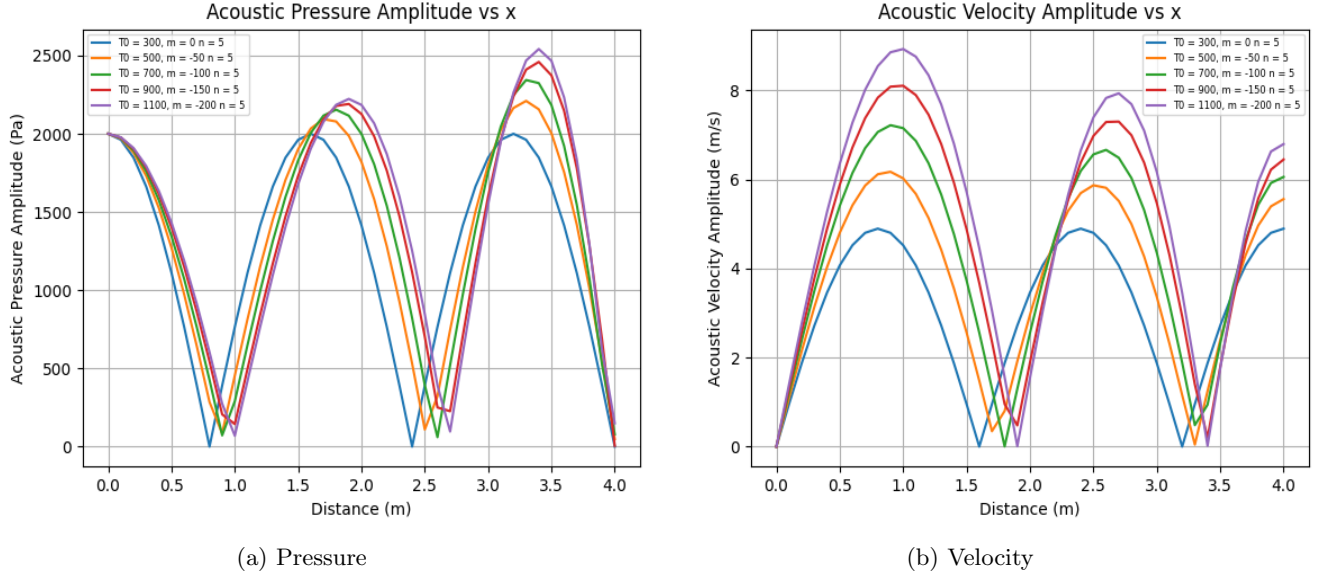 Acoustic Pressure Amplitude vs x
T0 = 300, m = 0 n = 5
T0 = 500, m = -50 n = 5
T0 = 700, m = -100 n = 5
T0 = 900, m = -150 n = 5
T0 = 1100, m = -200 n = 5
Acoustic Pressure Amplitude (Pa)
2500
2000
1500
1000
500
0
0.0 0.5 1.0 1.5 2.0 2.5 3.0 3.5 4.0
Distance (m)
(a) Pressure
Acoustic Velocity Amplitude vs x
T0 = 300, m = 0 n = 5
T0 = 500, m = -50 n = 5
T0 = 700, m = -100 n = 5
T0 = 900, m = -150 n = 5
T0 = 1100, m = -200 n = 5
Acoustic Velocity Amplitude (m/s)
8
6
4
2
0
0.0 0.5 1.0 1.5 2.0 2.5 3.0 3.5 4.0
Distance (m)
(b) Velocity